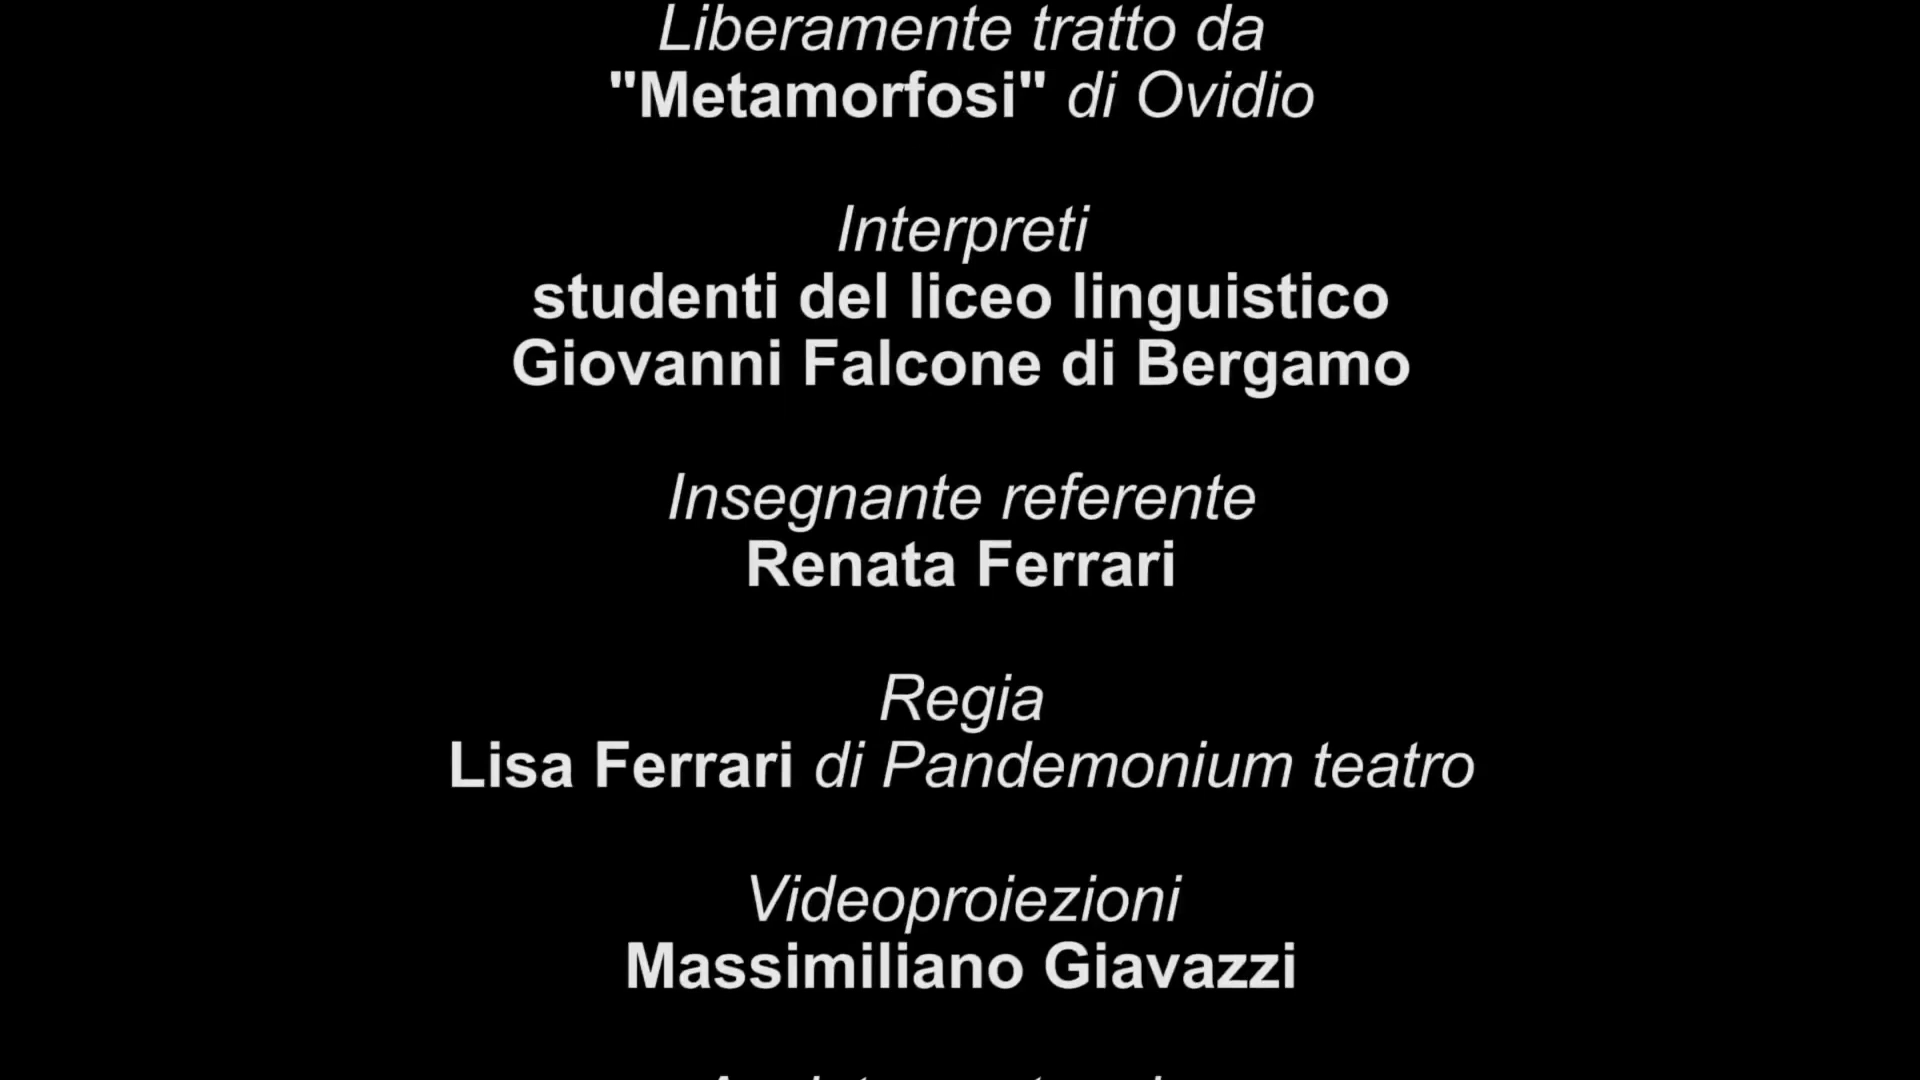 Liberamente tratto da
"Metamorfosi" di Ovidio
Interpreti
studenti del liceo linguistico
Giovanni Falcone di Bergamo
Insegnante referente
Renata Ferrari
Regia
Lisa Ferrari di Pandemonium teatro
Videoproiezioni
Massimiliano Giavazzi